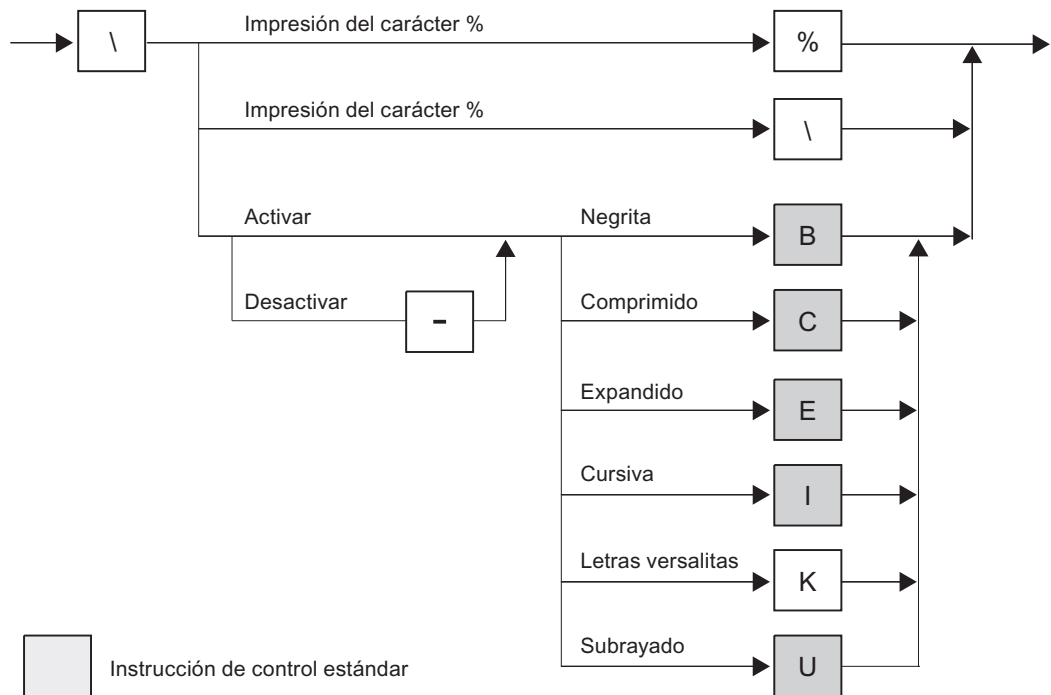 Impresión del carácter %
\
%
Impresión del carácter %
\
Activar
Negrita
B
Desactivar
-
Comprimido
C
Expandido
E
Cursiva
I
Letras versalitas
K
Subrayado
U
Instrucción de control estándar